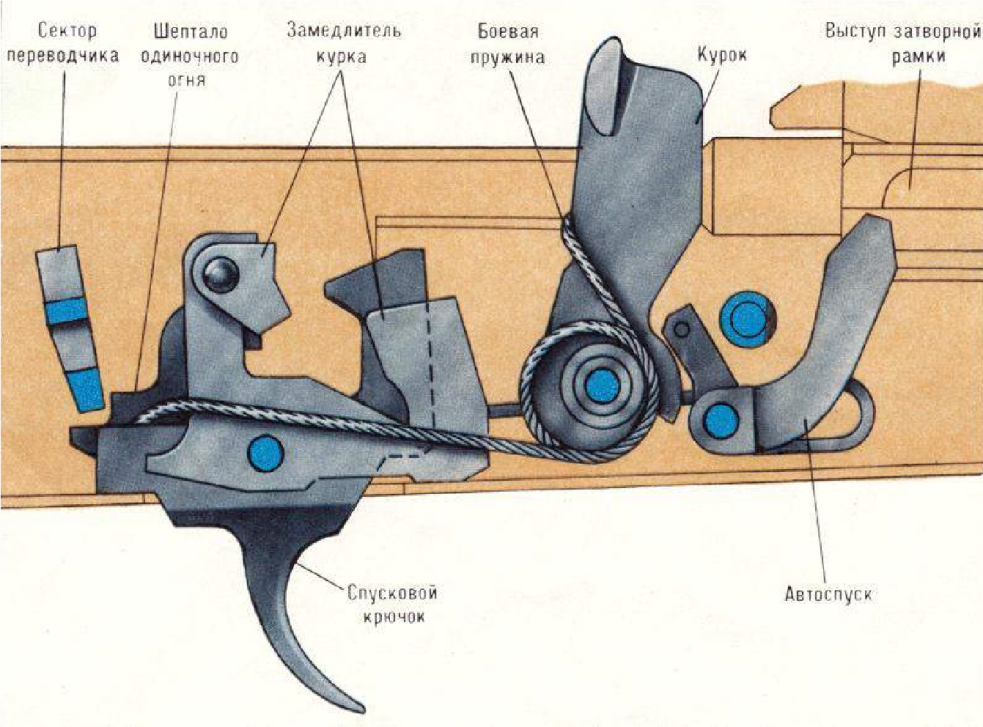 Сектор
переводчика
Шептало
одиночного
огня
Замедлитель
курка
Боевая
пружина
Курок
Выступ затворной
рамки
Спусковой
крючок
Автоспуск